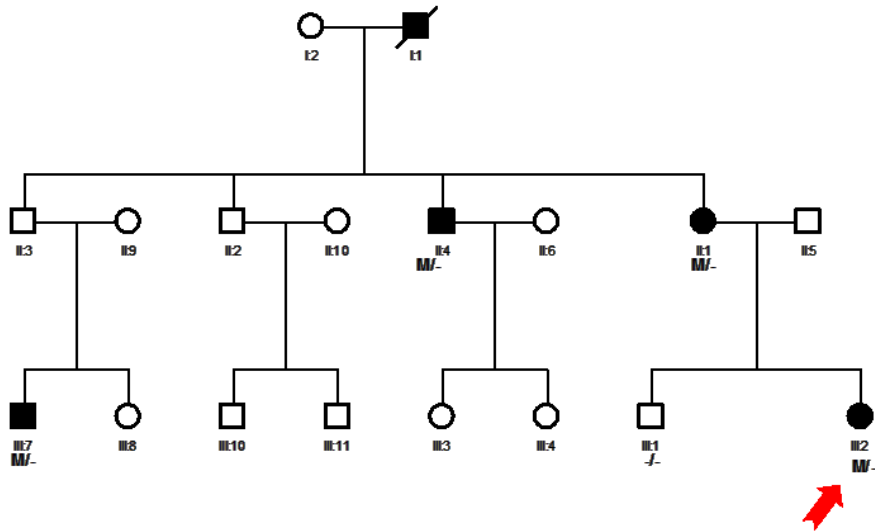 I:2 I:1
II:3 II:9 II:2 II:10 II:4 II:6 II:1 II:5
M/- M/-
III:7 III:8 III:10 III:11 III:3 III:4 III:1 III:2
M/- -/- M/-